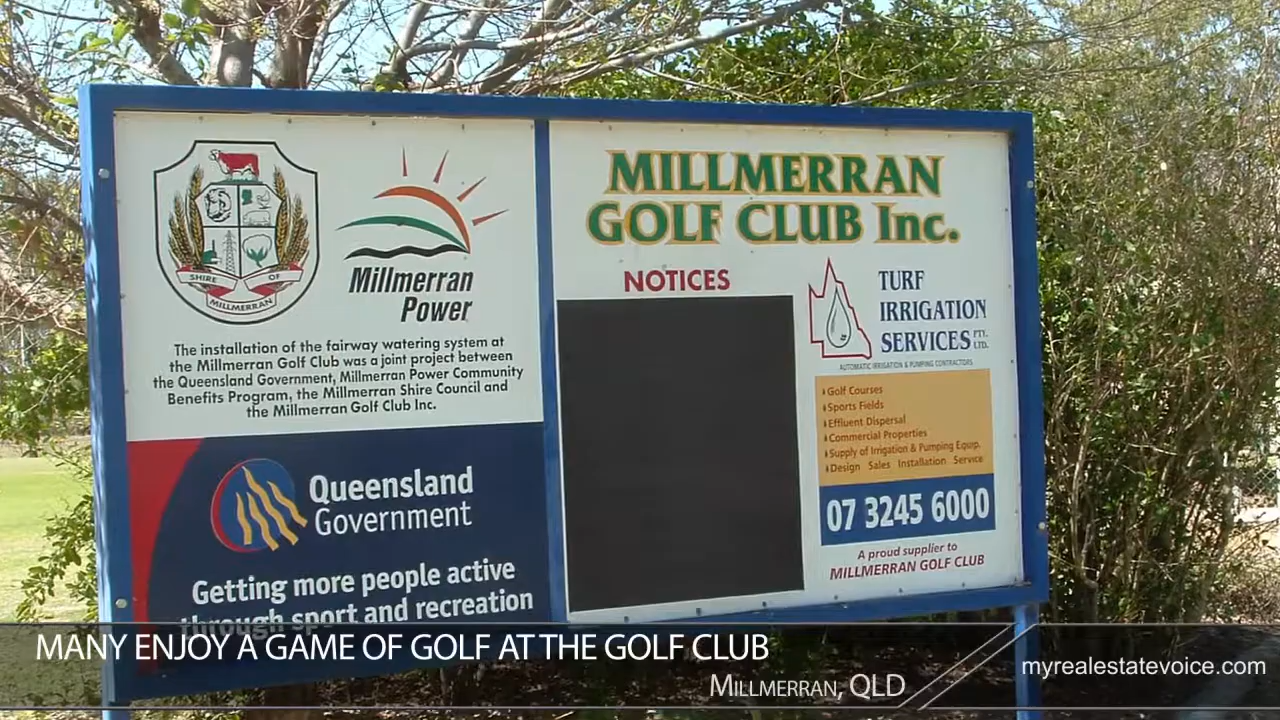 SHIRE OF
MILLMERRAN
Millmerran
Power
The installation of the fairway watering system at
the Millmerran Golf Club was a joint project between
the Queensland Government, Millmerran Power Community
Benefits Program, the Millmerran Shire Council and
the Millmerran Golf Club Inc.
Queensland
Government
Getting more people active
through sport and recreation
MILLMERRAN
GOLF CLUB Inc.
NOTICES
TURF
IRRIGATION
SERVICES PTY. LTD.
AUTOMATIC IRRIGATION & PUMPING CONTRACTORS
Golf Courses
Sports Fields
Effluent Dispersal
Commercial Properties
Supply of Irrigation & Pumping Equip.
Design Sales Installation Service
07 3245 6000
A proud supplier to
MILLMERRAN GOLF CLUB
MANY ENJOY A GAME OF GOLF AT THE GOLF CLUB
MILLMERRAN, QLD
myrealestatevoice.com